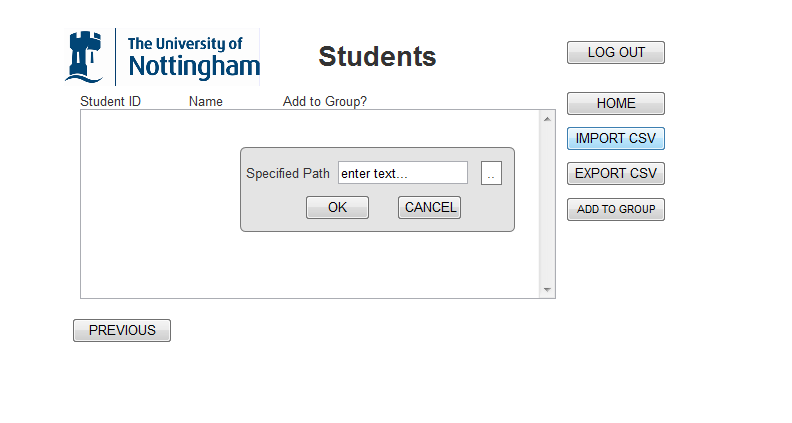 The University of
Nottingham
Students
LOG OUT
Student ID Name Add to Group?
HOME
IMPORT CSV
Specified Path enter text... ..
EXPORT CSV
OK CANCEL
ADD TO GROUP
PREVIOUS